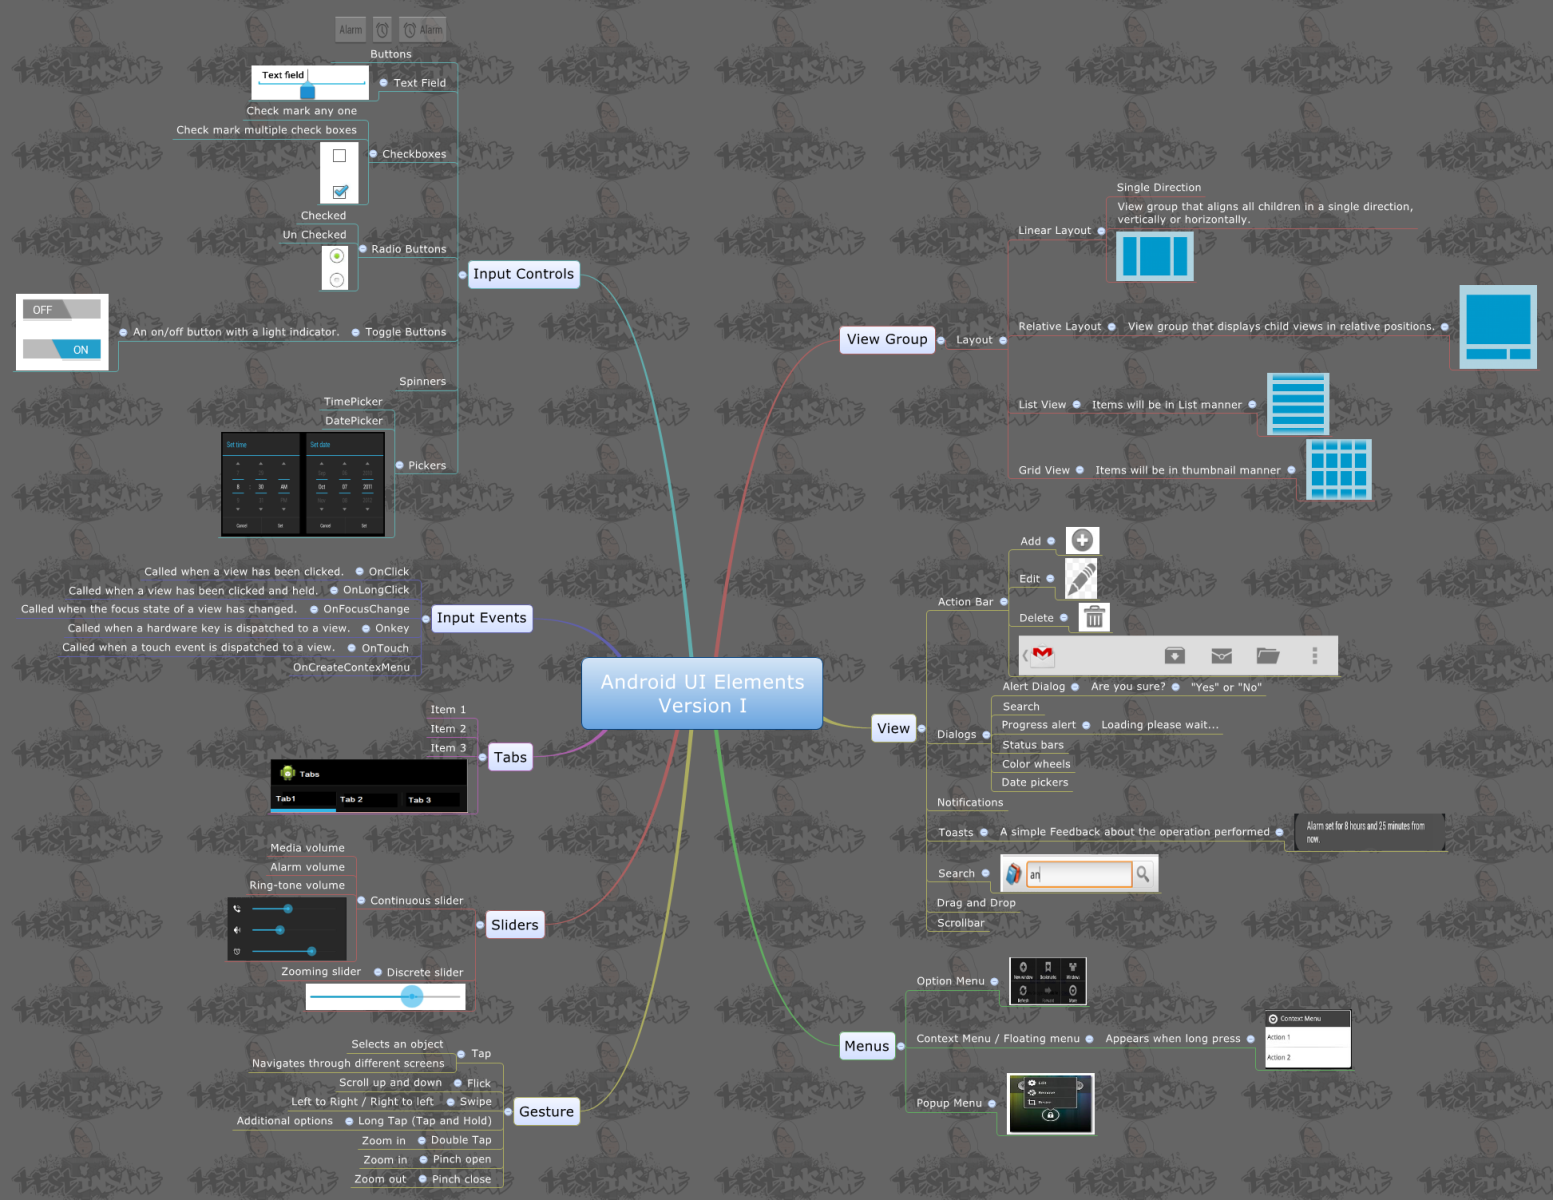 Android UI Elements
Version I
Input Controls
Alarm
Alarm
Buttons
Text field
Text Field
Check mark any one
Check mark multiple check boxes
Checkboxes
Checked
Un Checked
Radio Buttons
OFF
ON
An on/off button with a light indicator.
Toggle Buttons
Spinners
TimePicker
DatePicker
Set time
Set date
8 : 30 AM
Oct 07 2011
Cancel
Set
Cancel
Set
Pickers
Input Events
Called when a view has been clicked.
OnClick
Called when a view has been clicked and held.
OnLongClick
Called when the focus state of a view has changed.
OnFocusChange
Called when a hardware key is dispatched to a view.
Onkey
Called when a touch event is dispatched to a view.
OnTouch
OnCreateContexMenu
Tabs
Item 1
Item 2
Item 3
Tabs
Tab1
Tab 2
Tab 3
Sliders
Media volume
Alarm volume
Ring-tone volume
Continuous slider
Zooming slider
Discrete slider
Gesture
Selects an object
Navigates through different screens
Tap
Scroll up and down
Flick
Left to Right / Right to left
Swipe
Additional options
Long Tap (Tap and Hold)
Zoom in
Double Tap
Zoom in
Pinch open
Zoom out
Pinch close
View Group
Layout
Linear Layout
Single Direction
View group that aligns all children in a single direction,
vertically or horizontally.
Relative Layout
View group that displays child views in relative positions.
List View
Items will be in List manner
Grid View
Items will be in thumbnail manner
View
Action Bar
Add
Edit
Delete
Dialogs
Alert Dialog
Are you sure?
"Yes" or "No"
Search
Progress alert
Loading please wait...
Status bars
Color wheels
Date pickers
Notifications
Toasts
A simple Feedback about the operation performed
Alarm set for 8 hours and 25 minutes from
now.
Search
an
Drag and Drop
Scrollbar
Menus
Option Menu
Context Menu / Floating menu
Appears when long press
Context Menu
Action 1
Action 2
Popup Menu